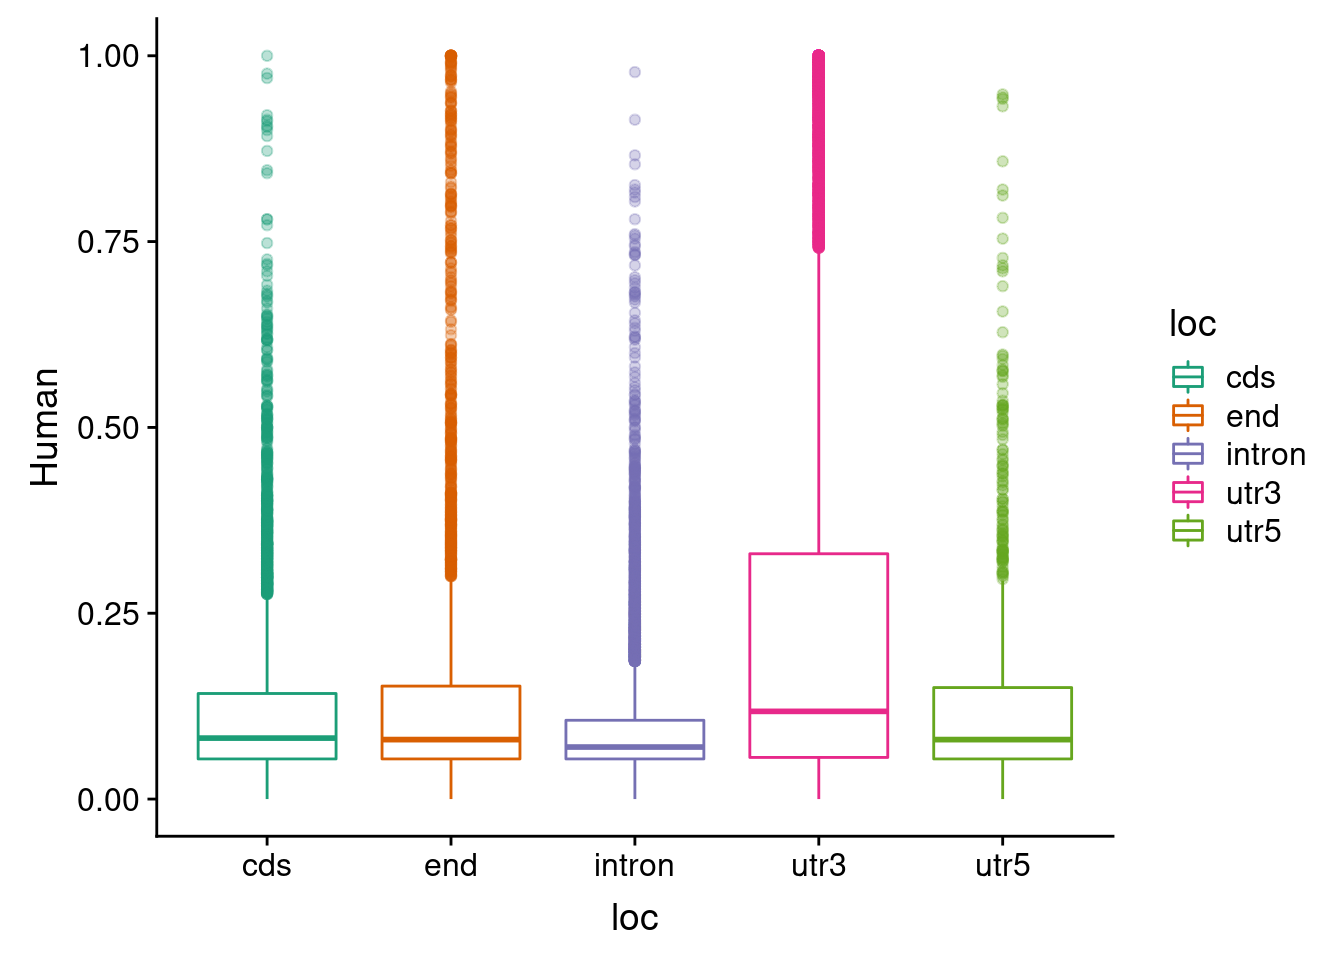 Human
1.00
0.75
0.50
0.25
0.00
cds end intron utr3 utr5
loc
loc
cds
end
intron
utr3
utr5